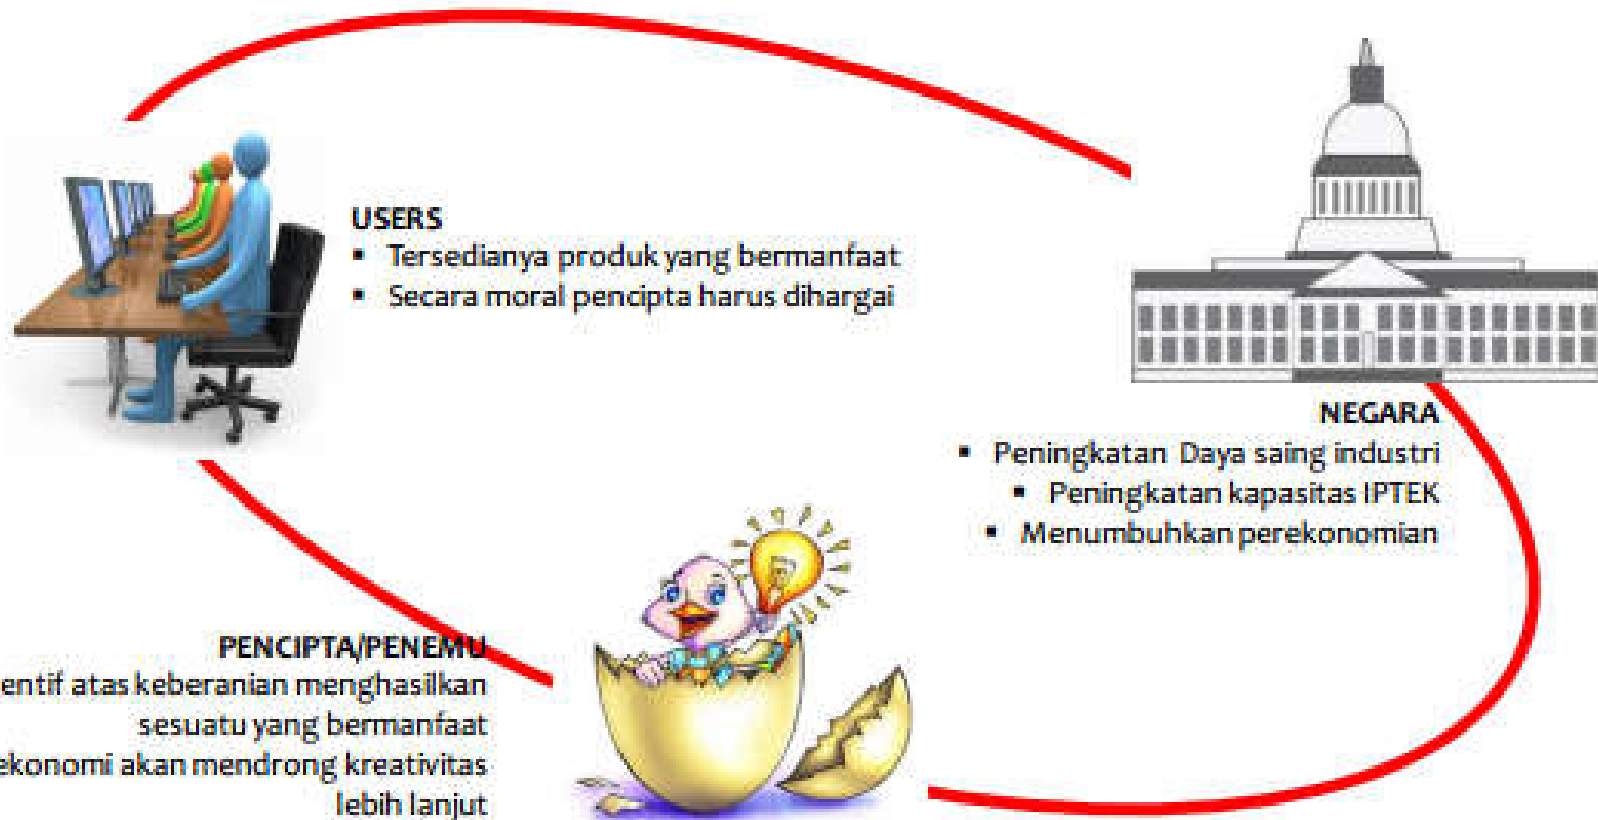 USERS
▪ Tersedianya produk yang bermanfaat
▪ Secara moral pencipta harus dihargai
NEGARA
▪ Peningkatan Daya saing industri
▪ Peningkatan kapasitas IPTEK
▪ Menumbuhkan perekonomian
PENCIPTA/PENEMU
entif atas keberanian menghasilkan
sesuatu yang bermanfaat
ekonomi akan mendrong kreativitas
lebih lanjut